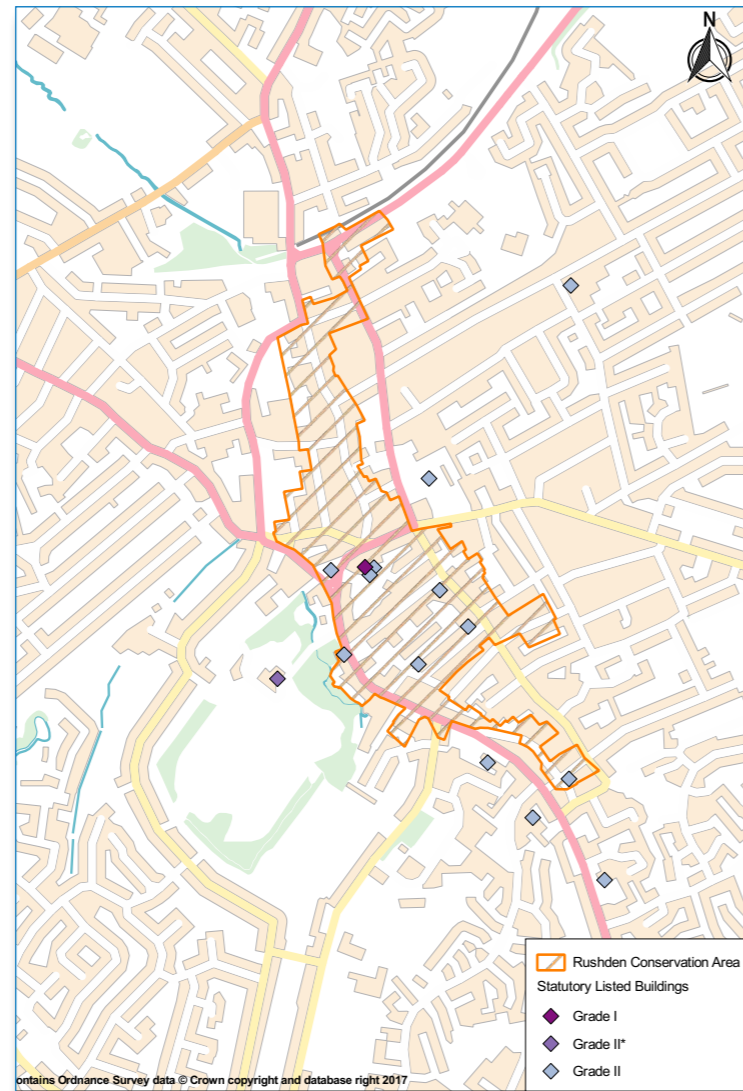 N
Rushden Conservation Area
Statutory Listed Buildings
Grade I
Grade II*
Grade II
ontains Ordnance Survey data © Crown copyright and database right 2017